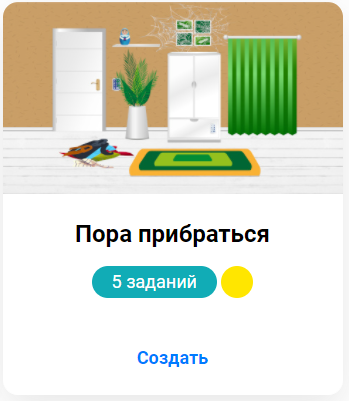 Пора прибраться
5 заданий
Создать